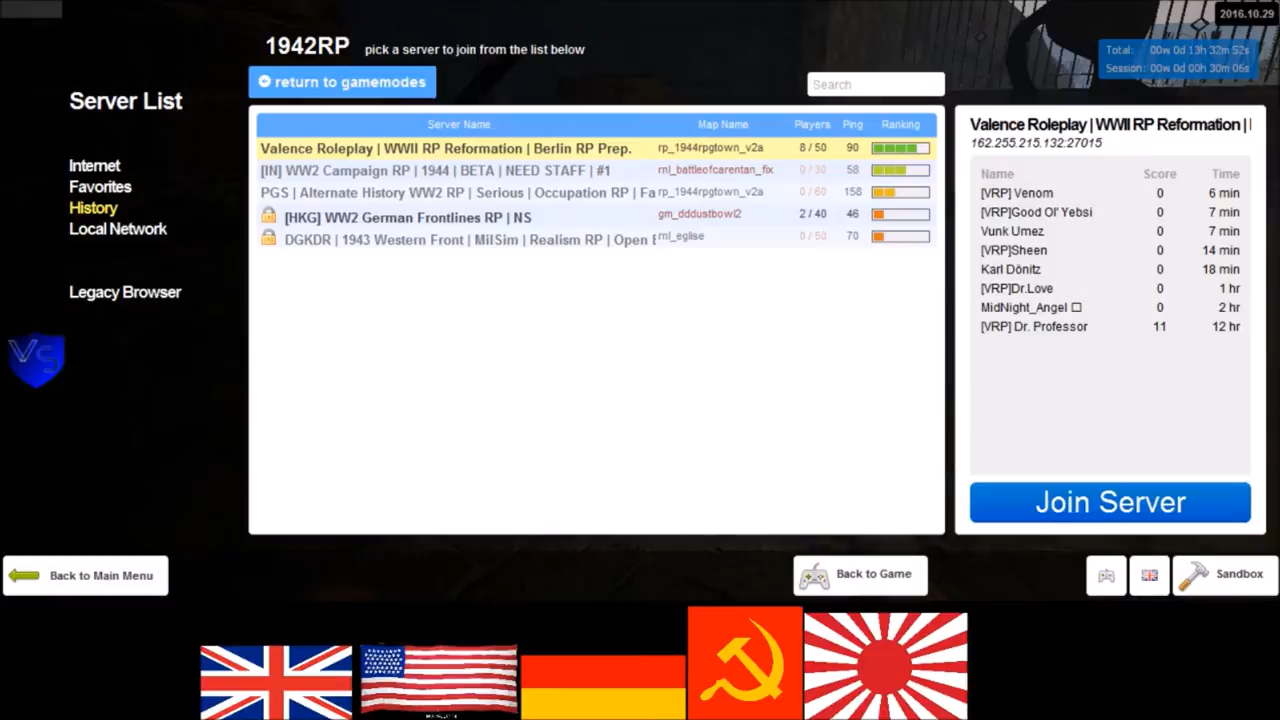 2016.10.29
1942RP pick a server to join from the list below
Total: 00w 0d 13h 32m 52s
Session: 00w 0d 00h 30m 06s
return to gamemodes
Search
Server List
Internet
Favorites
History
Local Network
Legacy Browser
VS
Server Name Map Name Players Ping Ranking
Valence Roleplay | WWII RP Reformation | Berlin RP Prep. rp_1944rpgtown_v2a 8 / 50 90
[IN] WW2 Campaign RP | 1944 | BETA | NEED STAFF | #1 rnl_battleofcarentan_fix 0 / 30 58
PGS | Alternate History WW2 RP | Serious | Occupation RP | Fa rp_1944rpgtown_v2a 0 / 60 158
[HKG] WW2 German Frontlines RP | NS gm_dddustbowl2 2 / 40 46
DGKDR | 1943 Western Front | MilSim | Realism RP | Open rnl_eglise 0 / 50 70
Valence Roleplay | WWII RP Reformation |
162.255.215.132:27015
Name Score Time
[VRP] Venom 0 6 min
[VRP]Good Ol' Yebsi 0 7 min
Vunk Umez 0 7 min
[VRP]Sheen 0 14 min
Karl Dönitz 0 18 min
[VRP]Dr.Love 0 1 hr
MidNight_Angel □ 0 2 hr
[VRP] Dr. Professor 11 12 hr
Join Server
Back to Main Menu
Back to Game
Sandbox